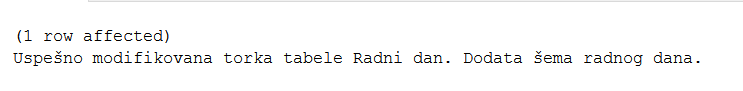 (1 row affected)
Uspešno modifikovana torka tabele Radni dan. Dodata šema radnog dana.